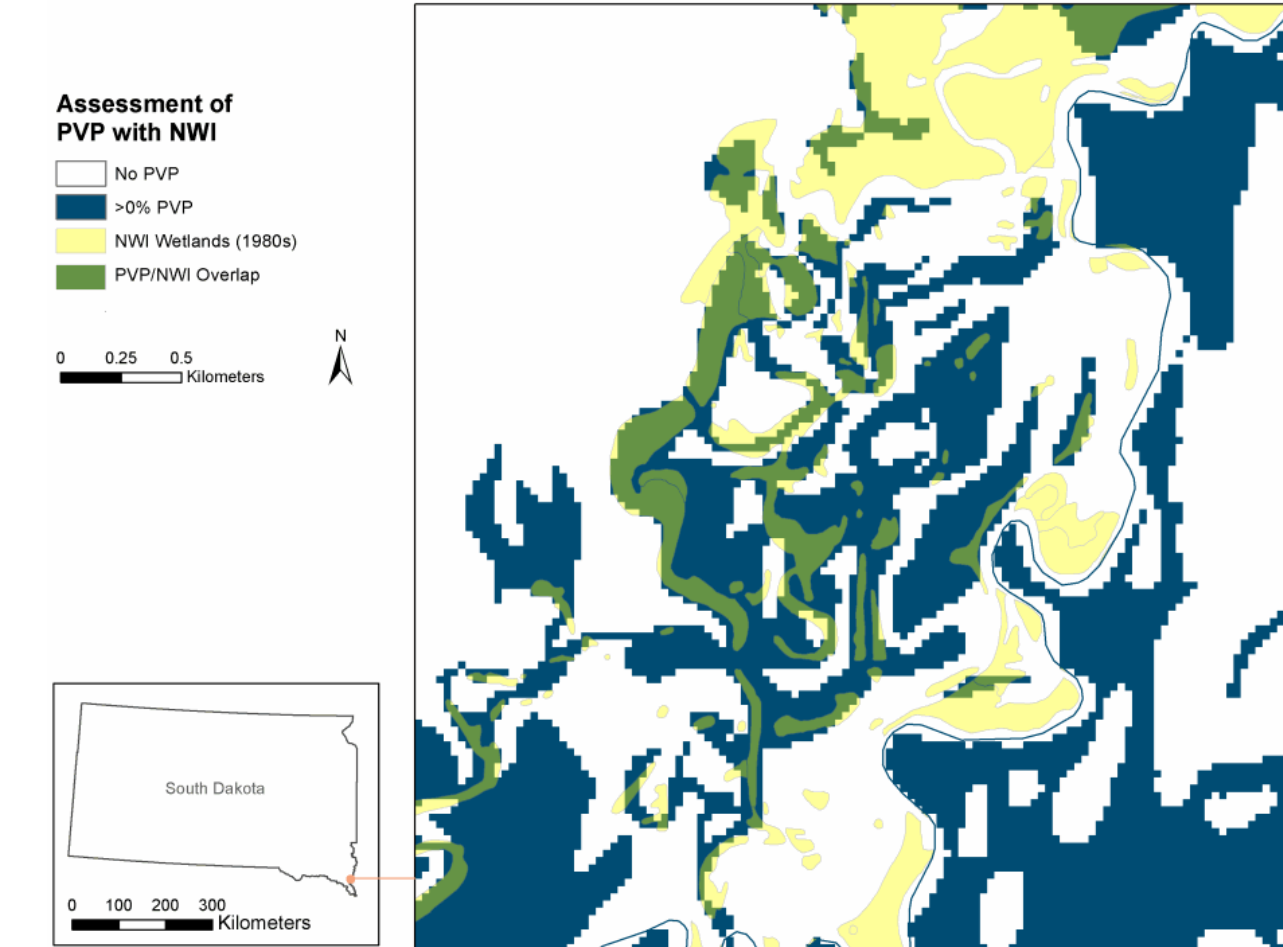 Assessment of
PVP with NWI
No PVP
>0% PVP
NWI Wetlands (1980s)
PVP/NWI Overlap
N
0 0.25 0.5
Kilometers
South Dakota
0 100 200 300
Kilometers